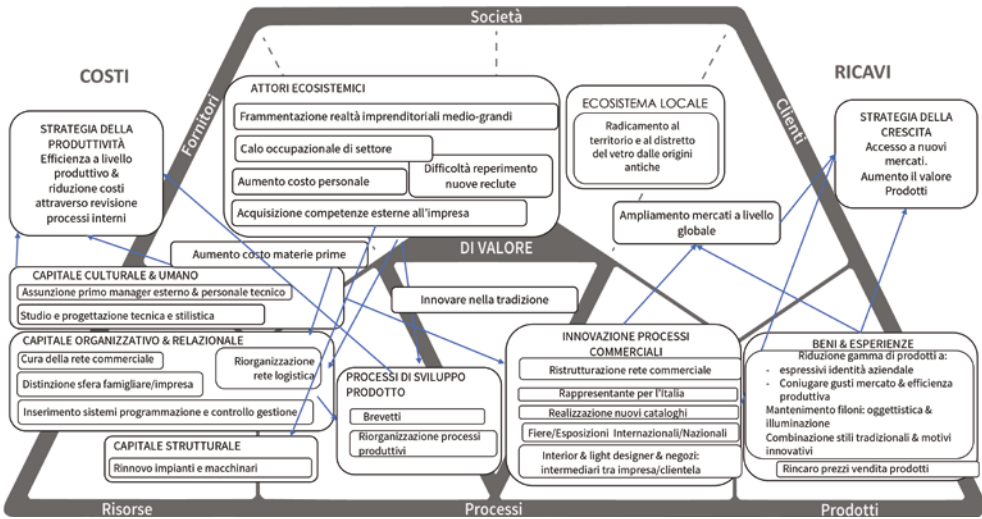 Società
COSTI
RICAVI
Fornitori
Clienti
STRATEGIA DELLA
PRODUTTIVITÀ
Efficienza a livello
produttivo &
riduzione costi
attraverso revisione
processi interni
ATTORI ECOSISTEMICI
Frammentazione realtà imprenditoriali medio-grandi
Calo occupazionale di settore
Difficoltà reperimento
nuove reclute
Aumento costo personale
Acquisizione competenze esterne all'impresa
ECOSISTEMA LOCALE
Radicamento al
territorio e al distretto
del vetro dalle origini
antiche
STRATEGIA DELLA
CRESCITA
Accesso a nuovi
mercati.
Aumento il valore
Prodotti
Ampliamento mercati a livello
globale
Aumento costo materie prime
DI VALORE
CAPITALE CULTURALE & UMANO
Assunzione primo manager esterno & personale tecnico
Studio e progettazione tecnica e stilistica
Innovare nella tradizione
CAPITALE ORGANIZZATIVO & RELAZIONALE
Cura della rete commerciale
Riorganizzazione
rete logistica
Distinzione sfera famigliare/impresa
Inserimento sistemi programmazione e controllo gestione
CAPITALE STRUTTURALE
Rinnovo impianti e macchinari
PROCESSI DI SVILUPPO
PRODOTTO
Brevetti
Riorganizzazione processi
produttivi
INNOVAZIONE PROCESSI
COMMERCIALI
Ristrutturazione rete commerciale
Rappresentante per l'Italia
Realizzazione nuovi cataloghi
Fiere/Esposizioni Internazionali/Nazionali
Interior & light designer & negozi:
intermediari tra impresa/clientela
BENI & ESPERIENZE
Riduzione gamma di prodotti a:
- espressivi identità aziendale
- Coniugare gusti mercato & efficienza
produttiva
Mantenimento filoni: oggettistica &
illuminazione
Combinazione stili tradizionali & motivi
innovativi
Rincaro prezzi vendita prodotti
Risorse
Processi
Prodotti